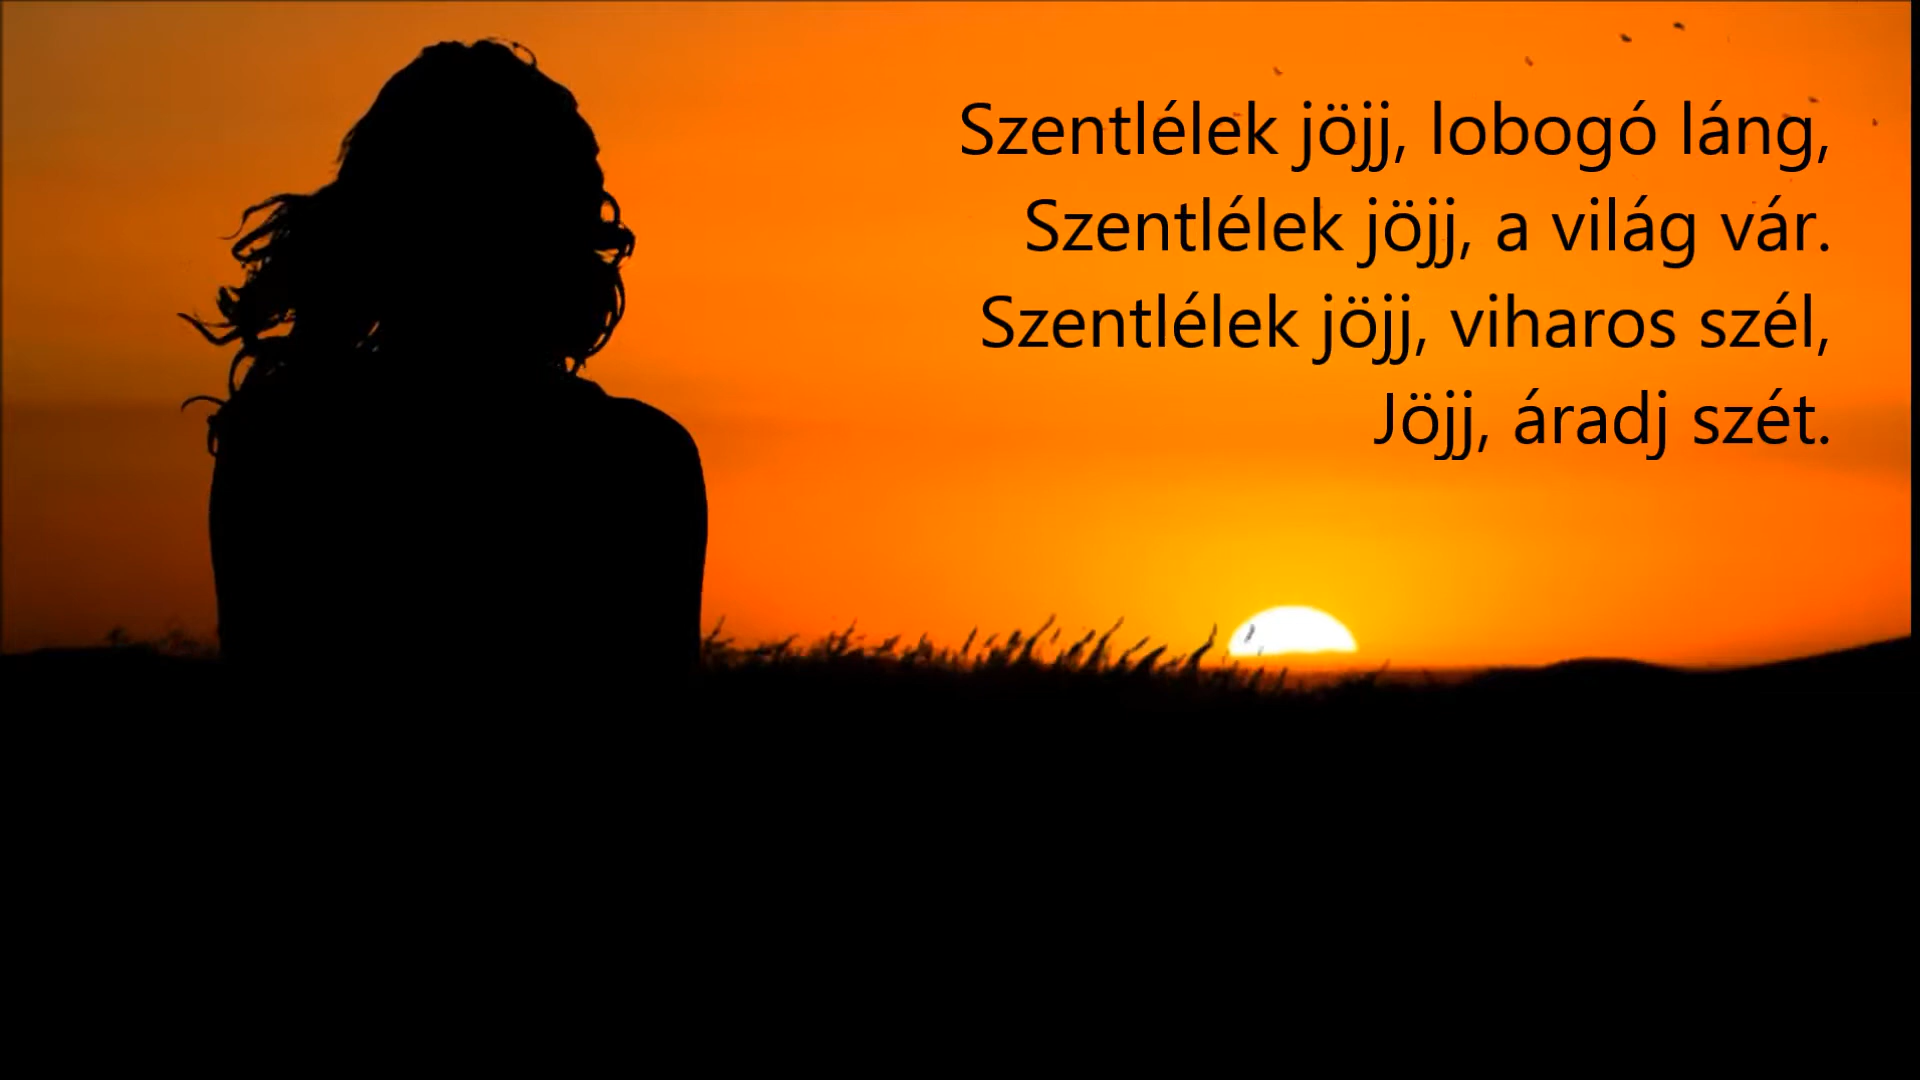 Szentlélek jöjj, lobogó láng,
Szentlélek jöjj, a világ vár.
Szentlélek jöjj, viharos szél,
Jöjj, áradj szét.